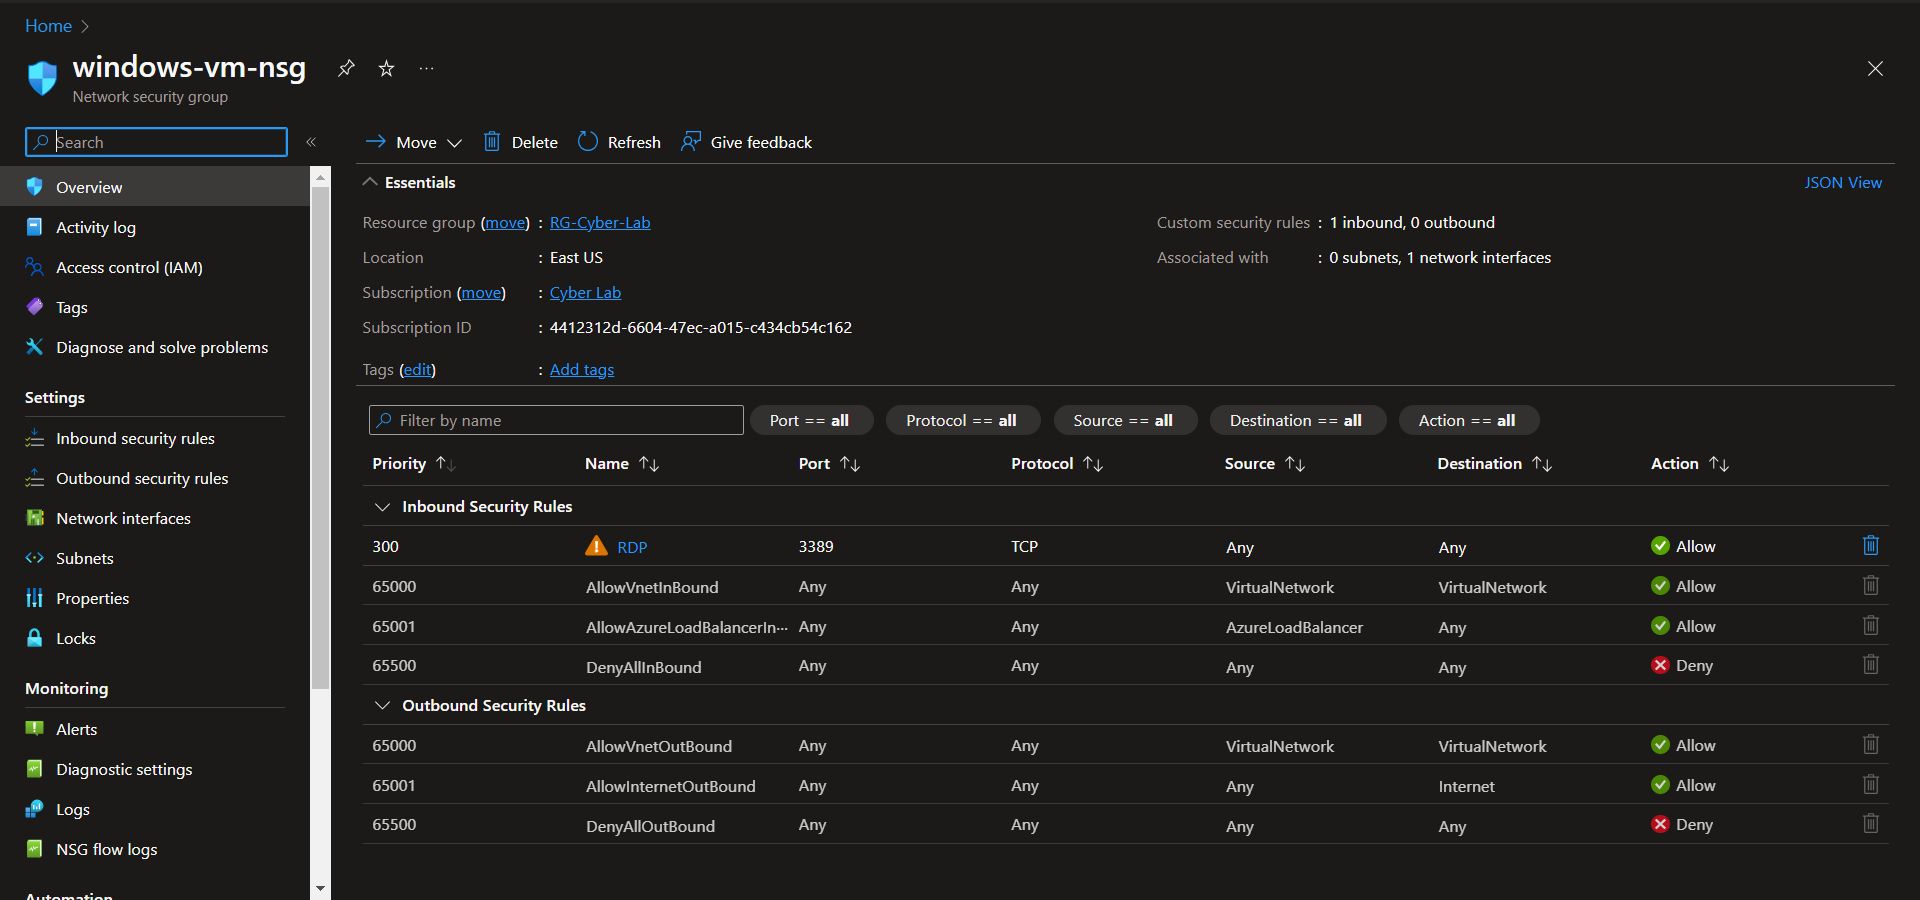 Home
windows-vm-nsg
Network security group
Search
Overview
Activity log
Access control (IAM)
Tags
Diagnose and solve problems
Settings
Inbound security rules
Outbound security rules
Network interfaces
Subnets
Properties
Locks
Monitoring
Alerts
Diagnostic settings
Logs
NSG flow logs
Automation
Move Delete Refresh Give feedback
Essentials JSON View
Resource group (move) : RG-Cyber-Lab Custom security rules : 1 inbound, 0 outbound
Location : East US Associated with : 0 subnets, 1 network interfaces
Subscription (move) : Cyber Lab
Subscription ID : 4412312d-6604-47ec-a015-c434cb54c162
Tags (edit) : Add tags
Filter by name Port == all Protocol == all Source == all Destination == all Action == all
Priority Name Port Protocol Source Destination Action
Inbound Security Rules
300 RDP 3389 TCP Any Any Allow
65000 AllowVnetInBound Any Any VirtualNetwork VirtualNetwork Allow
65001 AllowAzureLoadBalancerIn··· Any Any AzureLoadBalancer Any Allow
65500 DenyAllInBound Any Any Any Any Deny
Outbound Security Rules
65000 AllowVnetOutBound Any Any VirtualNetwork VirtualNetwork Allow
65001 AllowInternetOutBound Any Any Any Internet Allow
65500 DenyAllOutBound Any Any Any Any Deny